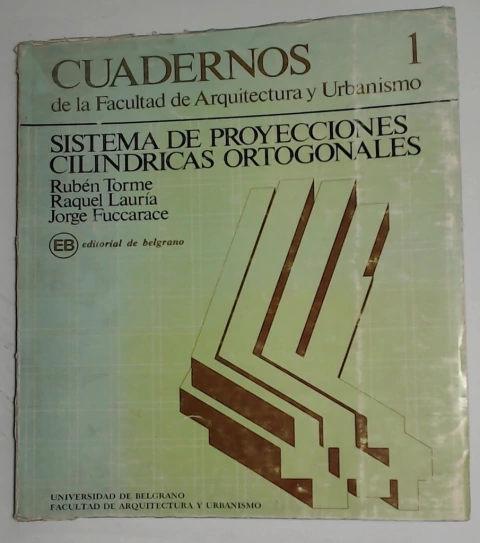 CUADERNOS 1
de la Facultad de Arquitectura y Urbanismo
SISTEMA DE PROYECCIONES
CILINDRICAS ORTOGONALES
Rubén Torme
Raquel Lauría
Jorge Fuccarace
EB editorial de belgrano
UNIVERSIDAD DE BELGRANO
FACULTAD DE ARQUITECTURA Y URBANISMO